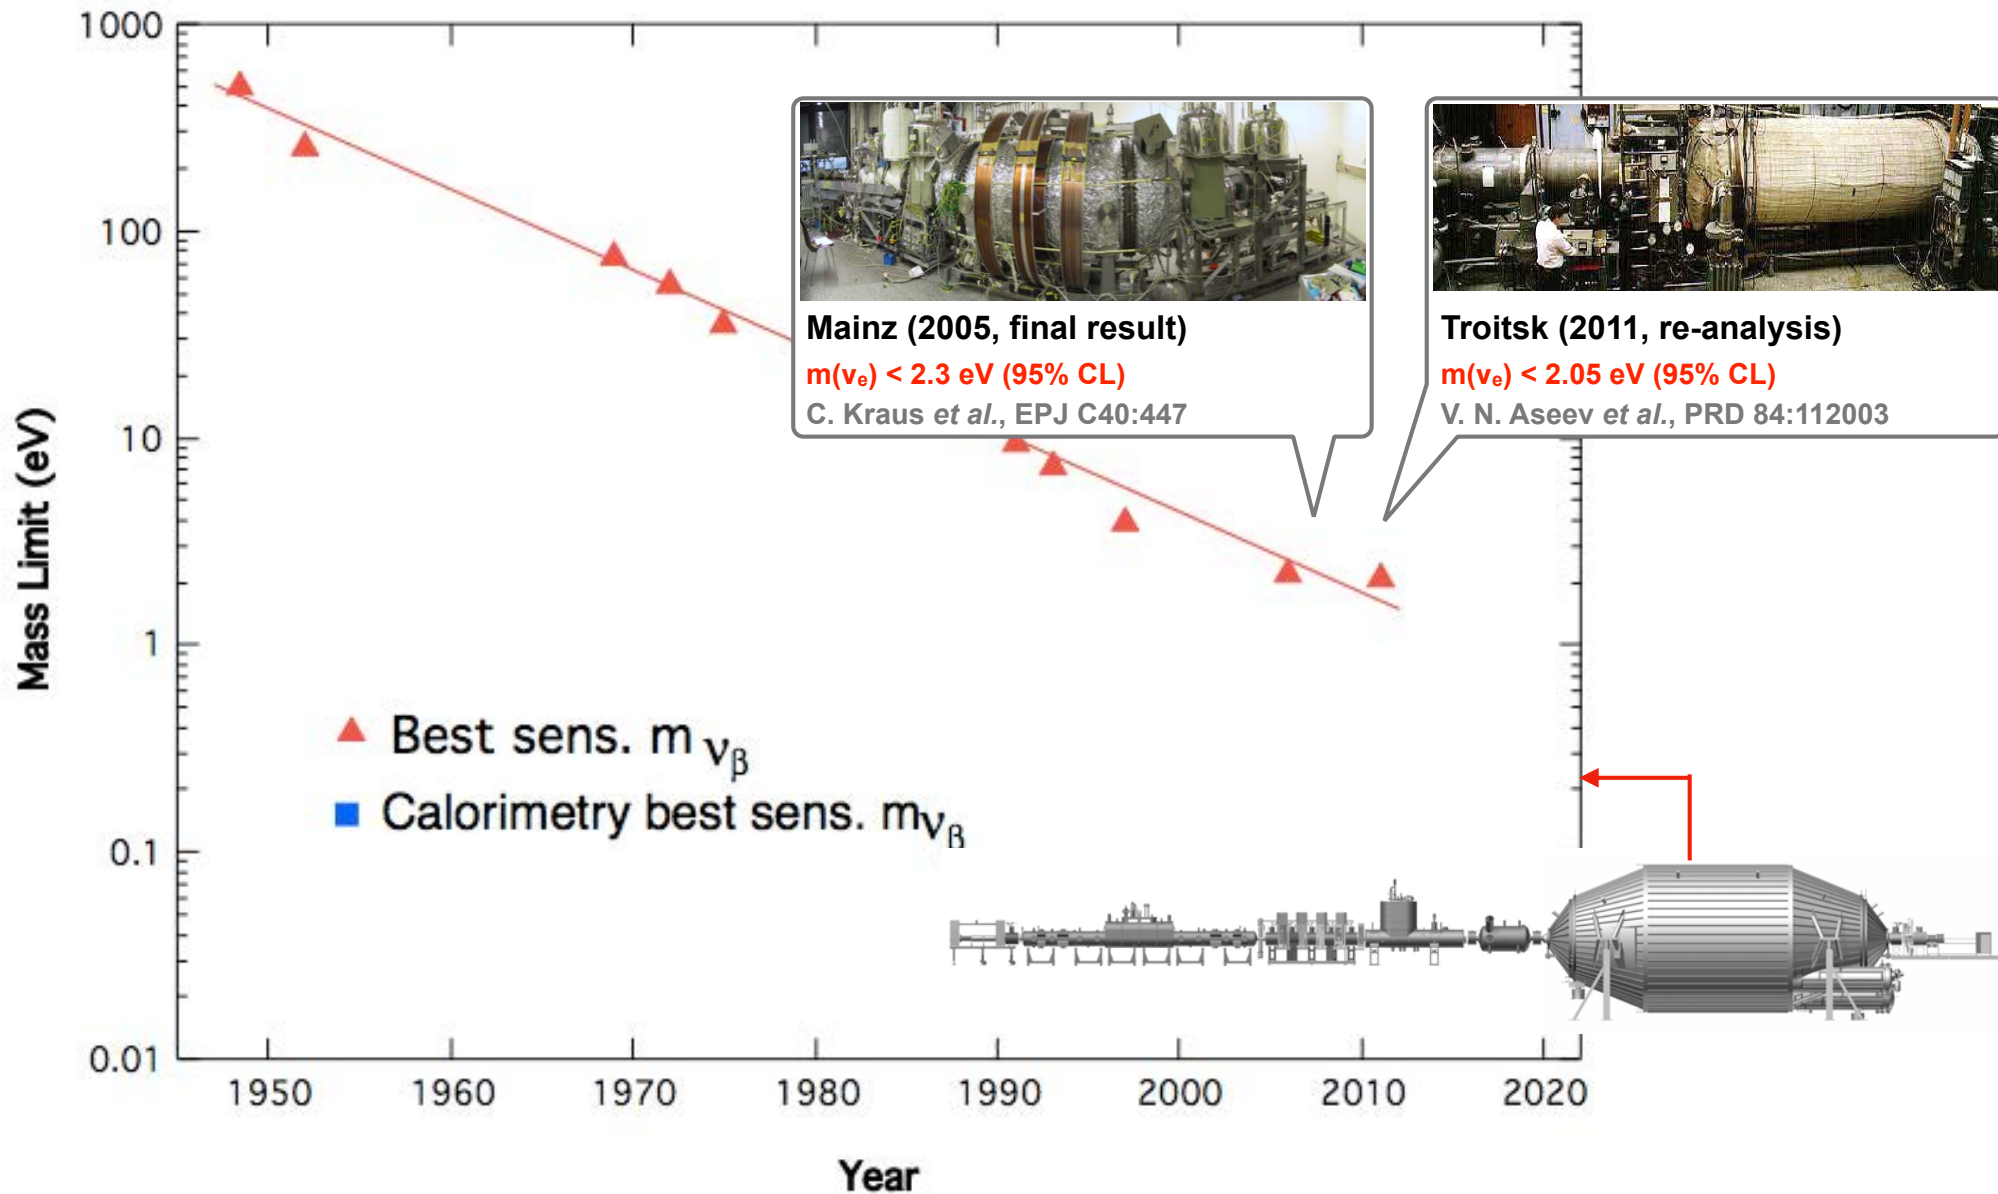 1000
100
10
1
0.1
0.01
Mass Limit (eV)
Mainz (2005, final result)
m(νₑ) < 2.3 eV (95% CL)
C. Kraus et al., EPJ C40:447
Troitsk (2011, re-analysis)
m(νₑ) < 2.05 eV (95% CL)
V. N. Aseev et al., PRD 84:112003
Best sens. m νᵦ
Calorimetry best sens. mνᵦ
1950 1960 1970 1980 1990 2000 2010 2020
Year